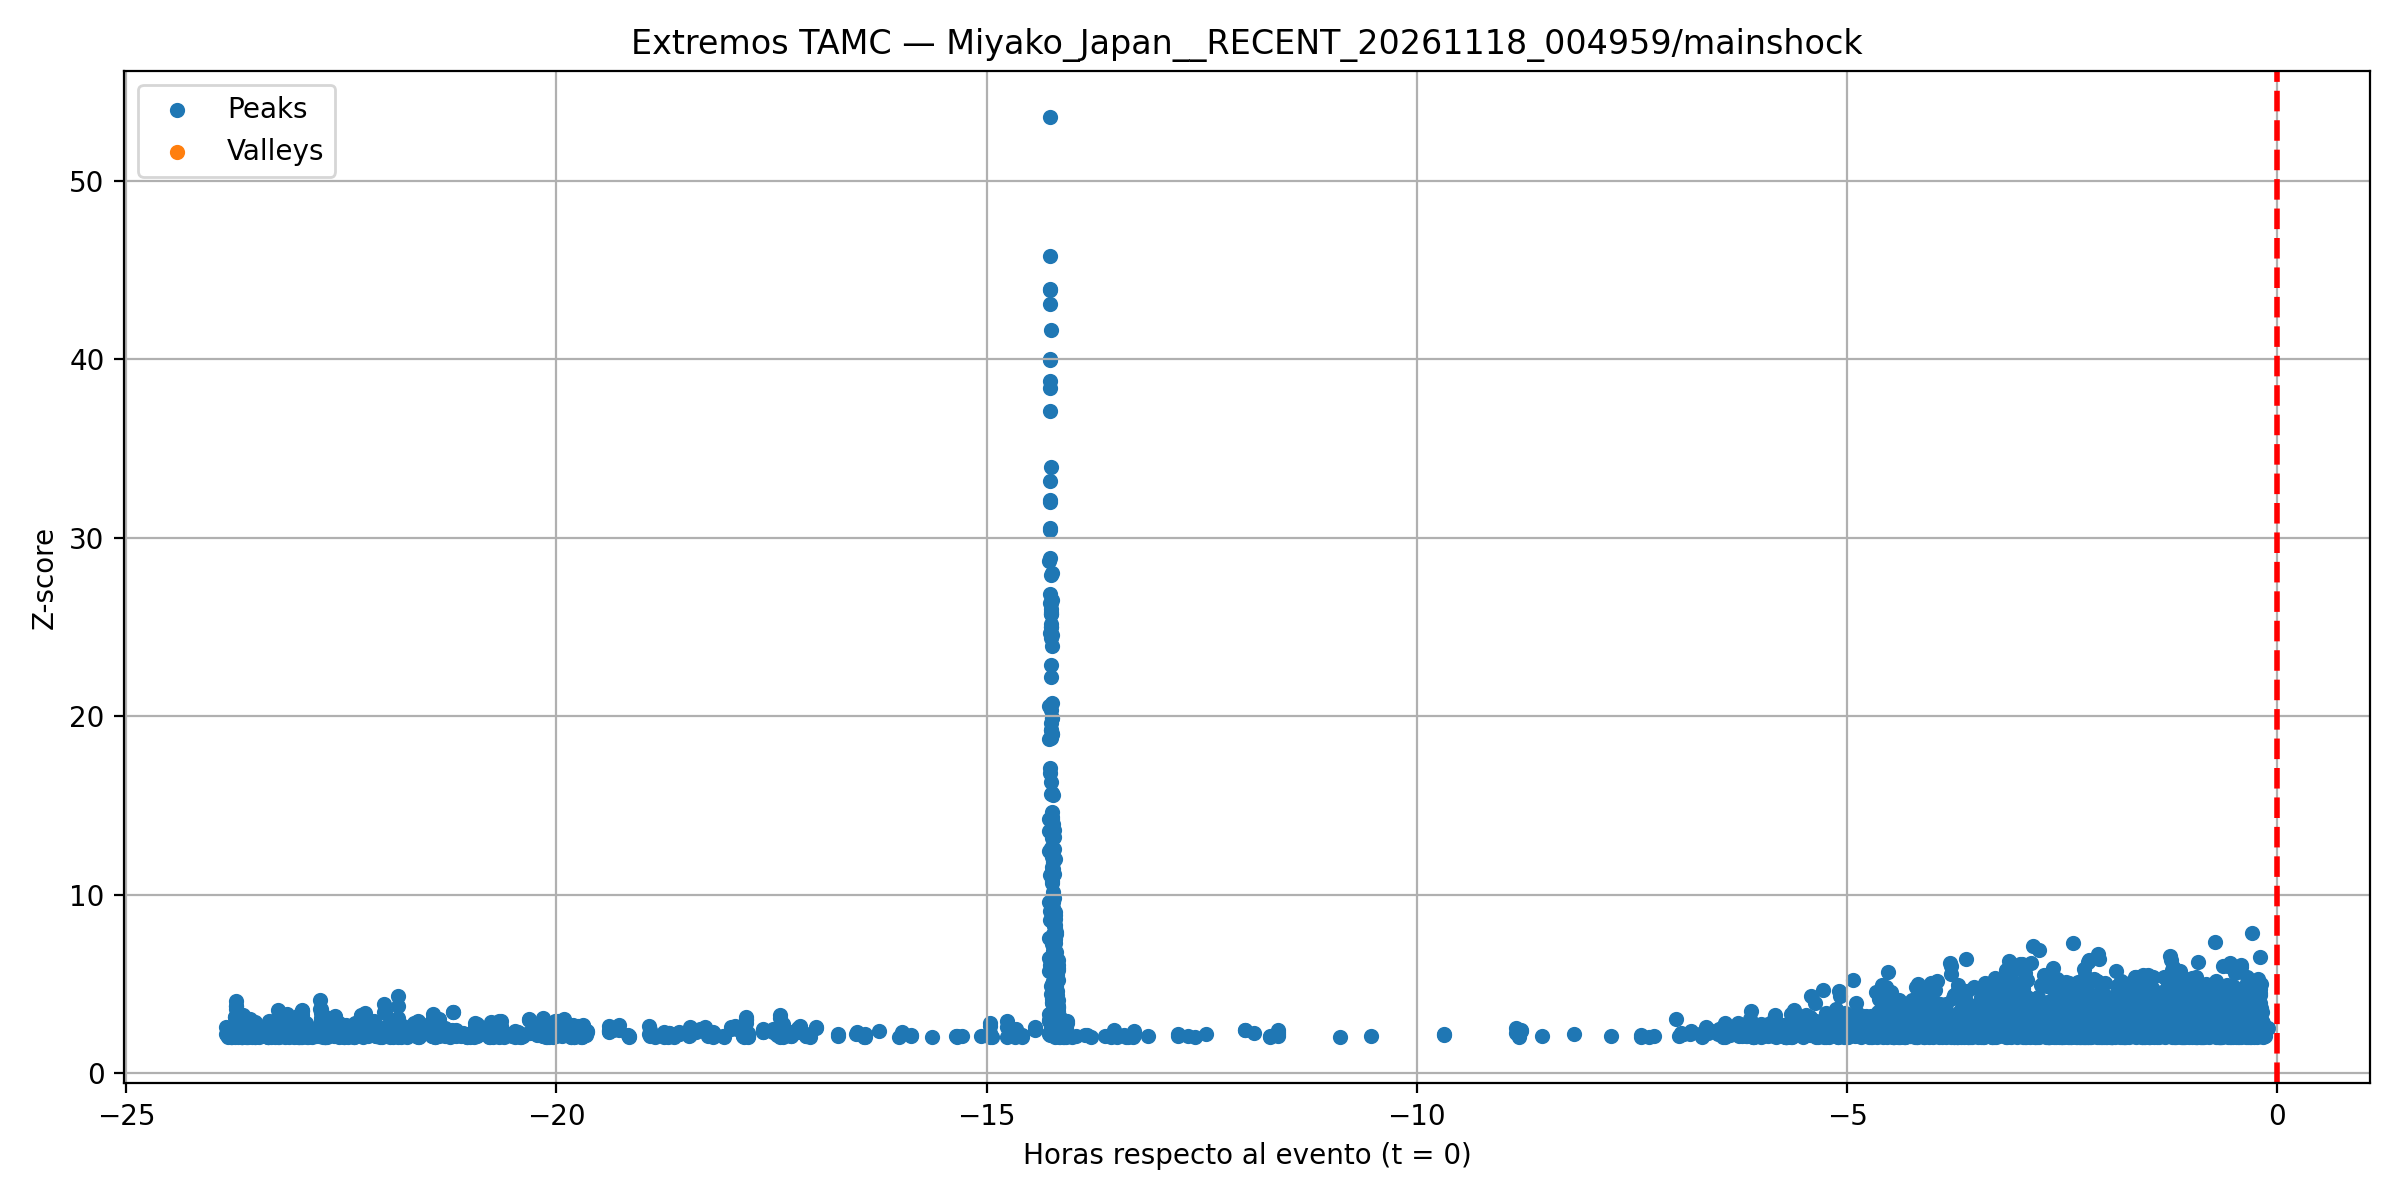 Extremos TAMC — Miyako_Japan__RECENT_20261118_004959/mainshock
Peaks
Valleys
50
40
30
20
10
0
Z-score
−25
−20
−15
−10
−5
0
Horas respecto al evento (t = 0)